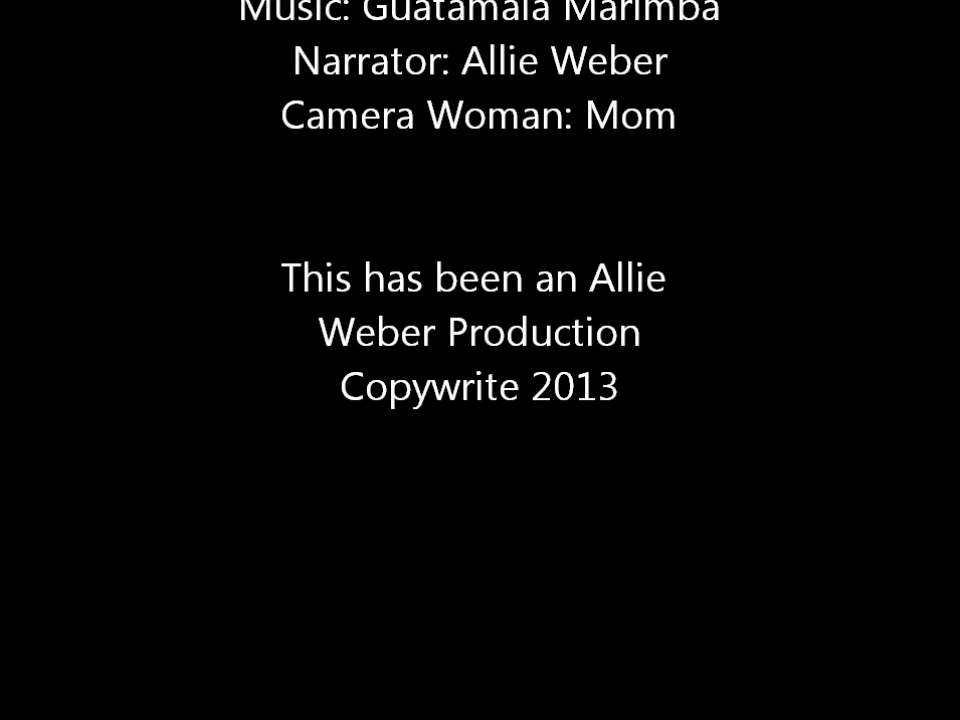 Music: Guatamala Marimba
Narrator: Allie Weber
Camera Woman: Mom
This has been an Allie
Weber Production
Copywrite 2013